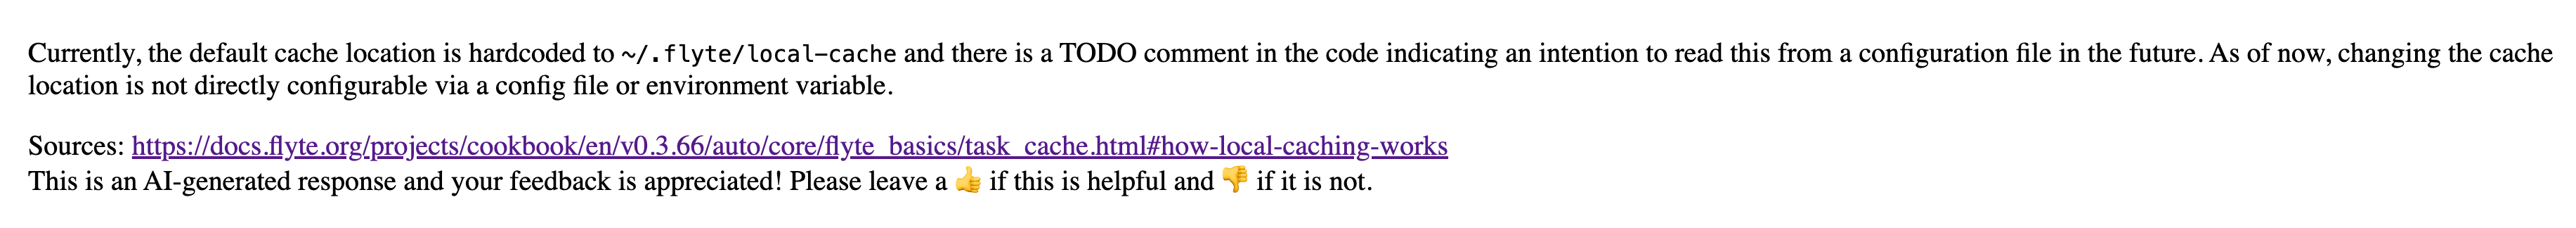 Currently, the default cache location is hardcoded to ~/.flyte/local-cache and there is a TODO comment in the code indicating an intention to read this from a configuration file in the future. As of now, changing the cache
location is not directly configurable via a config file or environment variable.
Sources: https://docs.flyte.org/projects/cookbook/en/v0.3.66/auto/core/flyte_basics/task_cache.html#how-local-caching-works
This is an AI-generated response and your feedback is appreciated! Please leave a 👍 if this is helpful and 👎 if it is not.